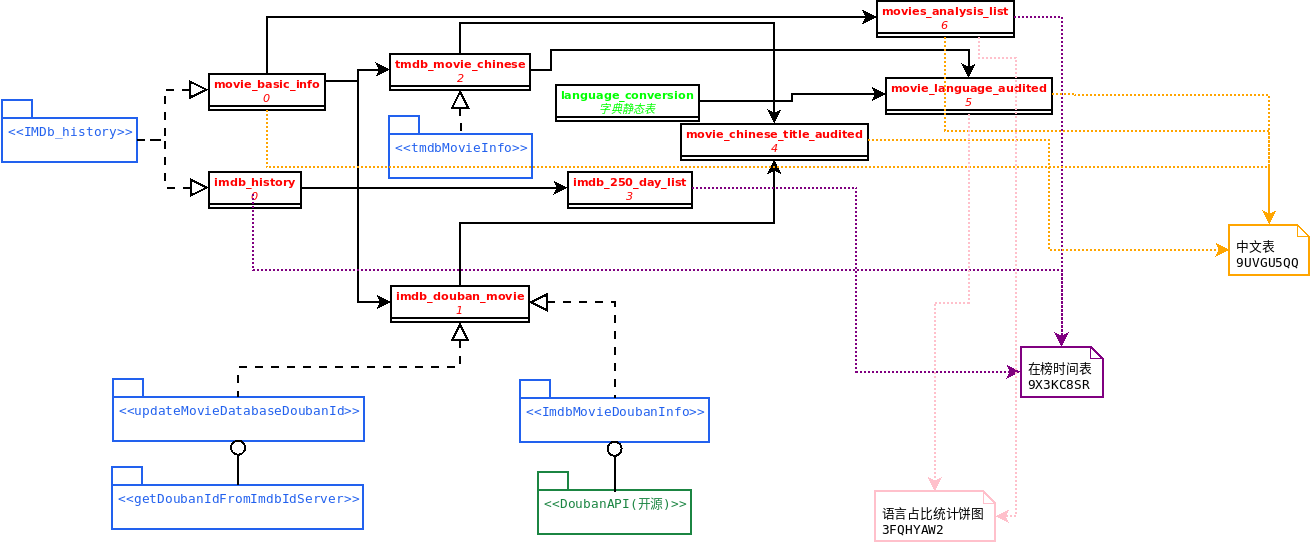 movies_analysis_list
6
tmdb_movie_chinese
2
movie_basic_info
0
language_conversion
字典静态表
movie_language_audited
5
<<IMDb_history>>
<<tmdbMovieInfo>>
movie_chinese_title_audited
4
imdb_history
0
imdb_250_day_list
3
中文表
9UVGU5QQ
imdb_douban_movie
1
在榜时间表
9X3KC8SR
<<updateMovieDatabaseDoubanId>>
<<ImdbMovieDoubanInfo>>
<<getDoubanIdFromImdbIdServer>>
<<DoubanAPI(开源)>>
语言占比统计饼图
3FQHYAW2